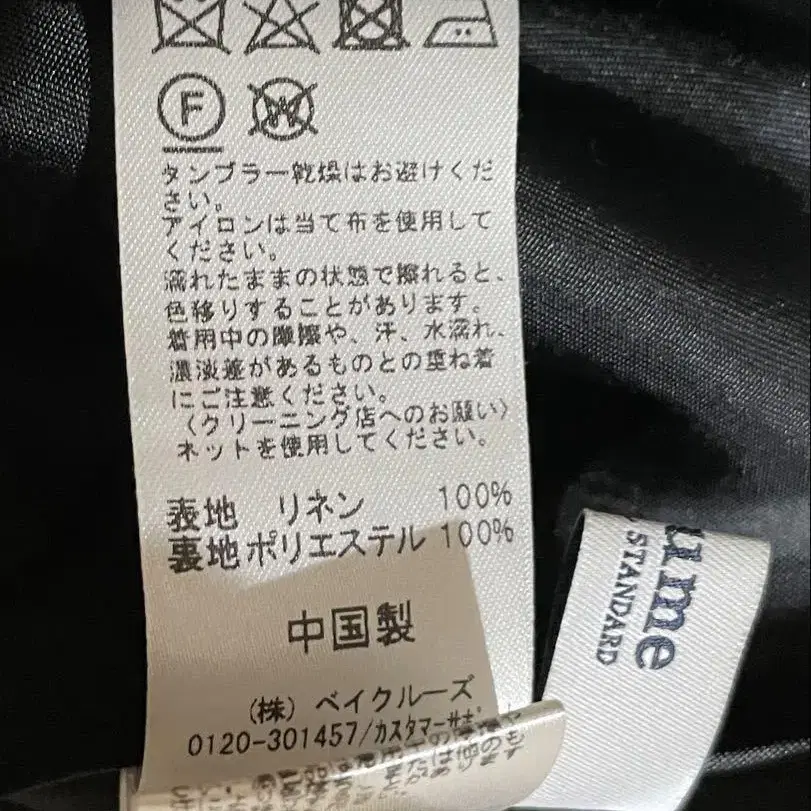 F
W
タンブラー乾燥はお避けくだ
さい。
アイロンは当て布を使用して
ください。
濡れたままの状態で擦れると、
色移りすることがあります。
着用中の摩擦や、汗、水濡れ、
濃淡差があるものとの重ね着
にご注意ください。
〈クリーニング店へのお願い〉
ネットを使用してください。
表地 リネン 100%
裏地 ポリエステル 100%
中国製
(株) ベイクルーズ
0120-301457/カスタマーサポ
ume
STANDARD